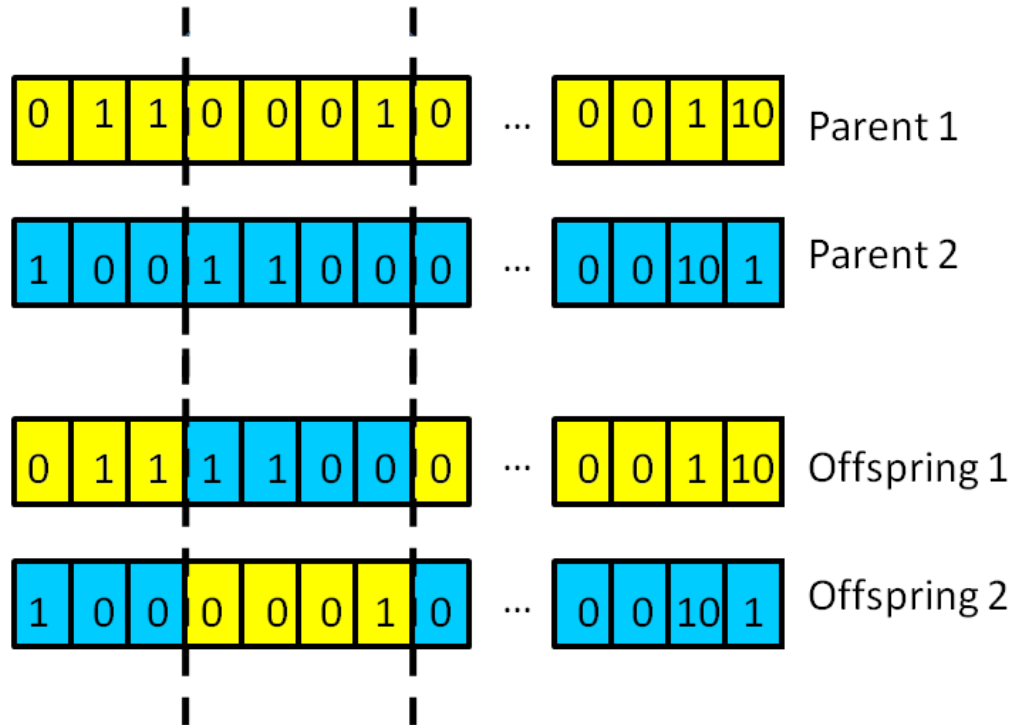 0 1 1 0 0 0 1 0 ... 0 0 1 10 Parent 1
1 0 0 1 1 0 0 0 ... 0 0 10 1 Parent 2
0 1 1 1 1 0 0 0 ... 0 0 1 10 Offspring 1
1 0 0 0 0 0 1 0 ... 0 0 10 1 Offspring 2